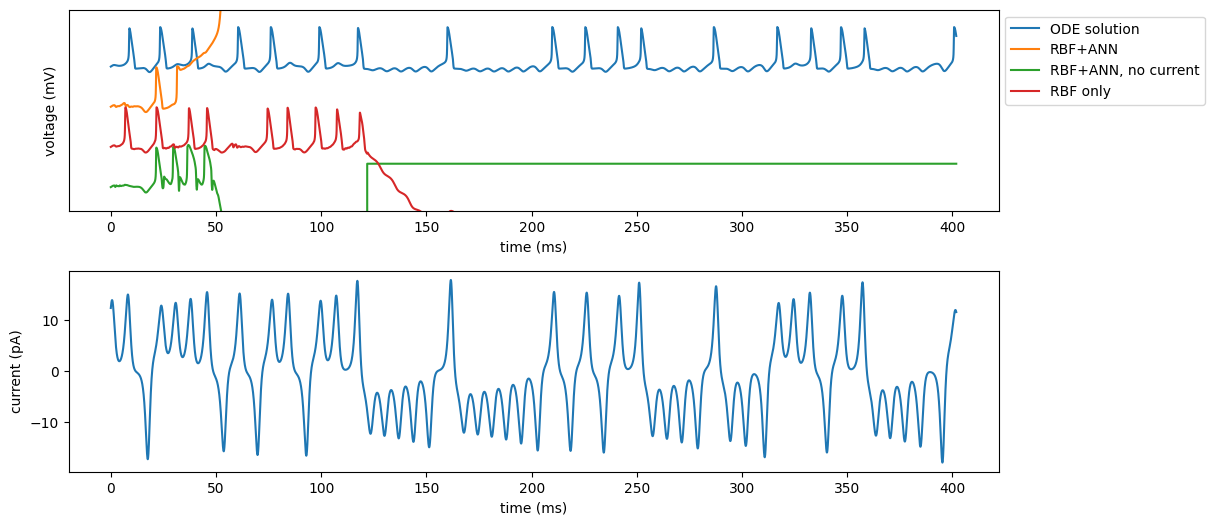 voltage (mV)
0 50 100 150 200 250 300 350 400
time (ms)
ODE solution
RBF+ANN
RBF+ANN, no current
RBF only
current (pA)
10
0
−10
0 50 100 150 200 250 300 350 400
time (ms)